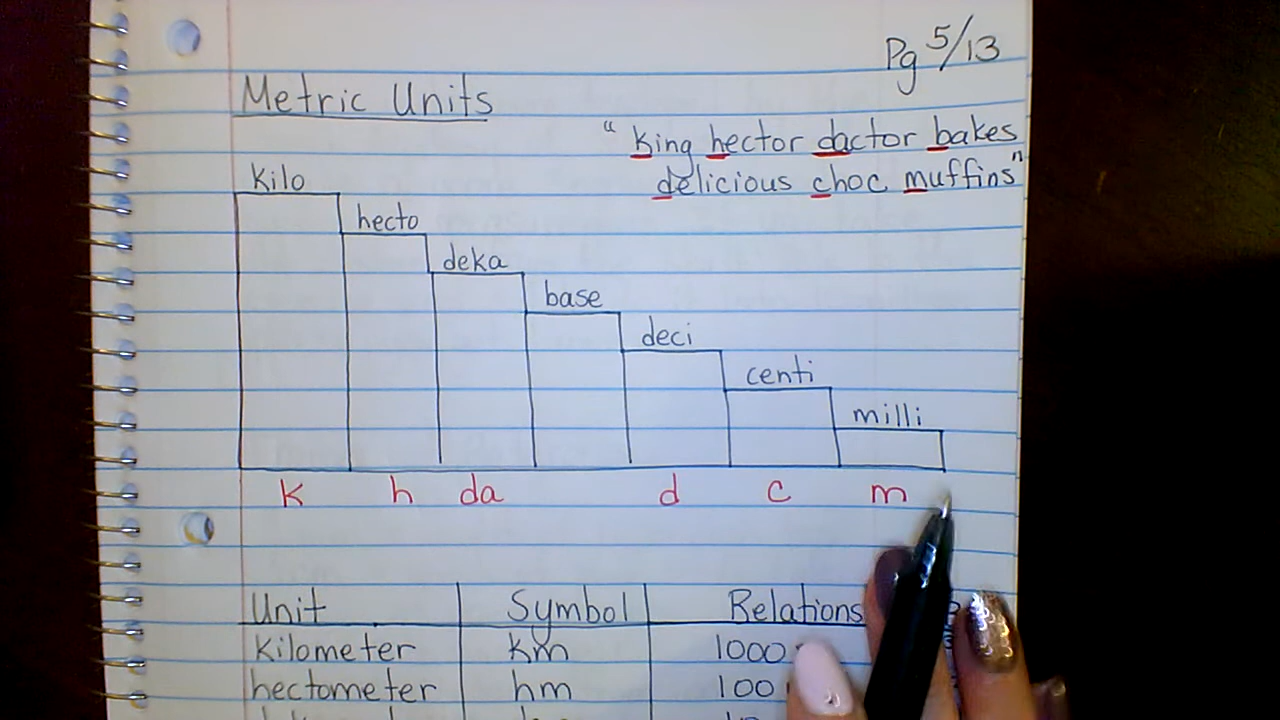 Pg 5/13
Metric Units
"King hector dactor bakes
delicious choc muffins"
Kilo
hecto
deka
base
deci
centi
milli
K h da d c m
Unit Symbol Relations
Kilometer km 1000
hectometer hm 100